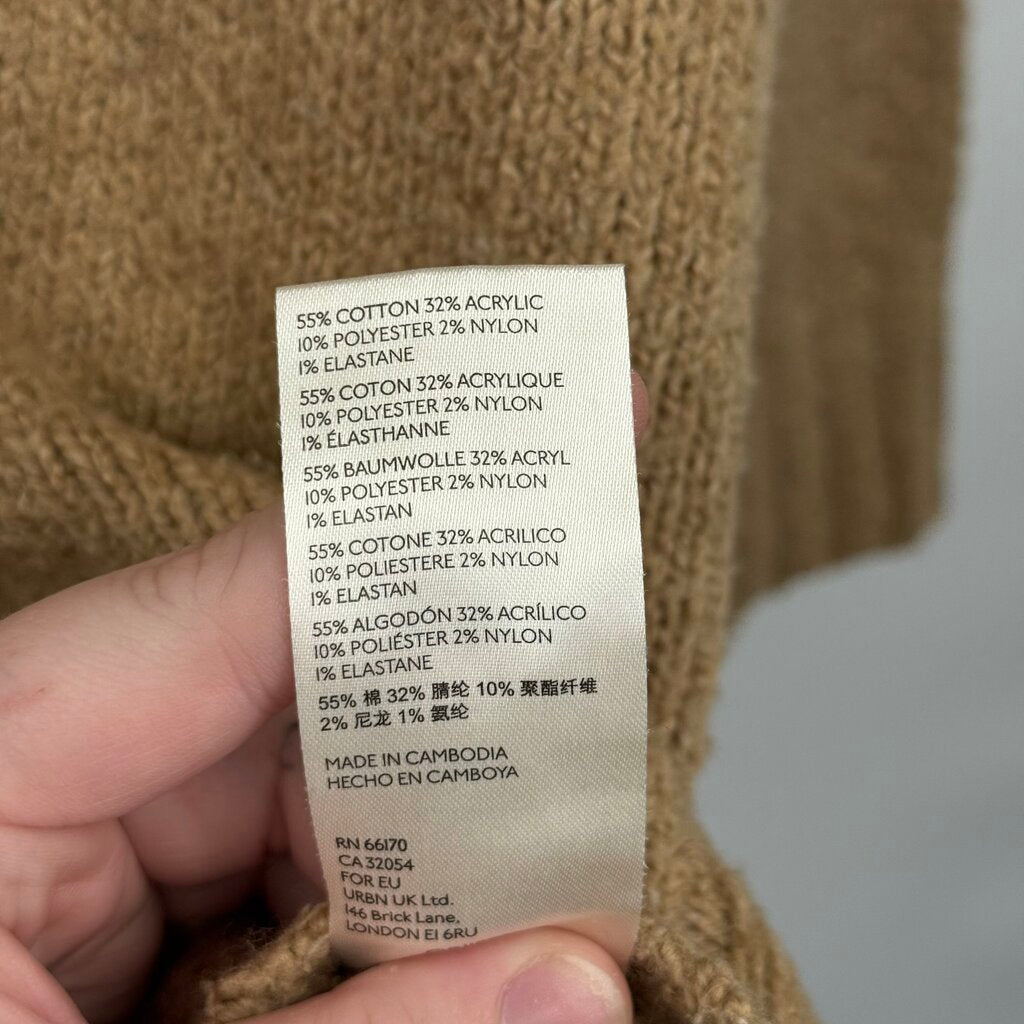 55% COTTON 32% ACRYLIC
10% POLYESTER 2% NYLON
1% ELASTANE
55% COTON 32% ACRYLIQUE
10% POLYESTER 2% NYLON
1% ÉLASTHANNE
55% BAUMWOLLE 32% ACRYL
10% POLYESTER 2% NYLON
1% ELASTAN
55% COTONE 32% ACRILICO
10% POLIESTERE 2% NYLON
1% ELASTAN
55% ALGODÓN 32% ACRÍLICO
10% POLIÉSTER 2% NYLON
1% ELASTANE
55% 棉 32% 腈纶 10% 聚酯纤维
2% 尼龙 1% 氨纶
MADE IN CAMBODIA
HECHO EN CAMBOYA
RN 66170
CA 32054
FOR EU
URBN UK Ltd.
146 Brick Lane,
LONDON E1 6RU